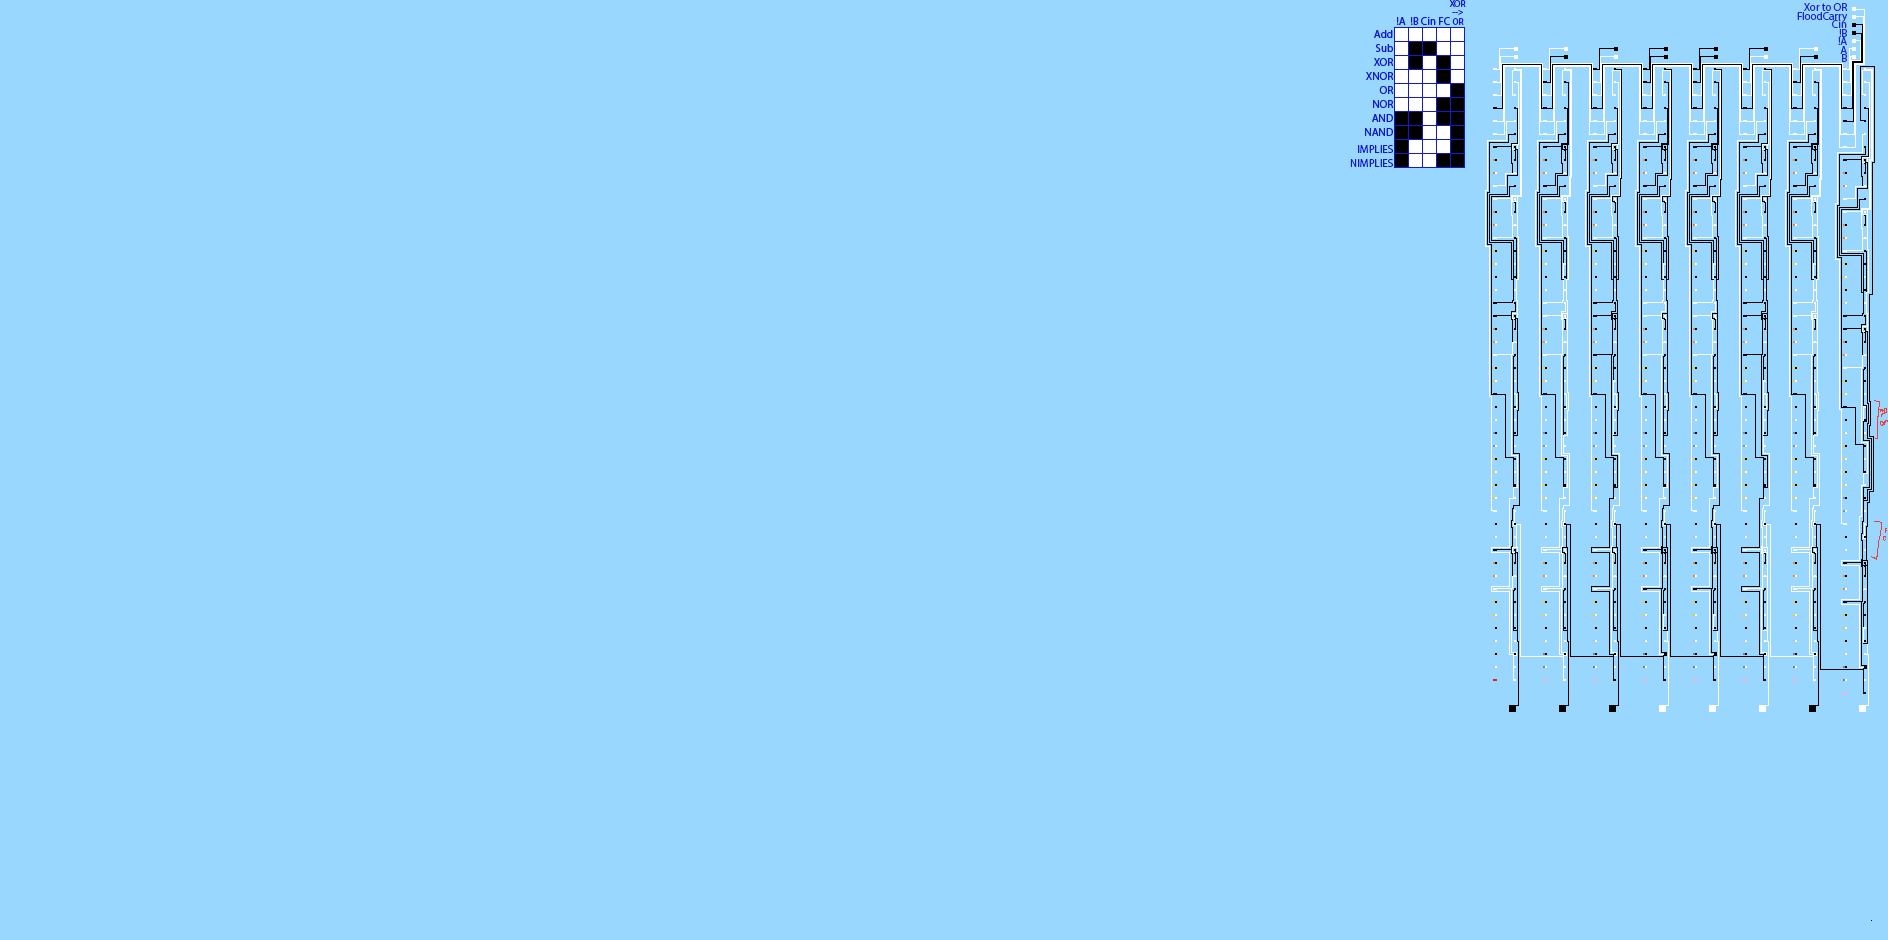 XOR
-->
!A !B Cin FC OR
Add
Sub
XOR
XNOR
OR
NOR
AND
NAND
IMPLIES
NIMPLIES
Xor to OR
FloodCarry
Cin
!B
!A
A
B